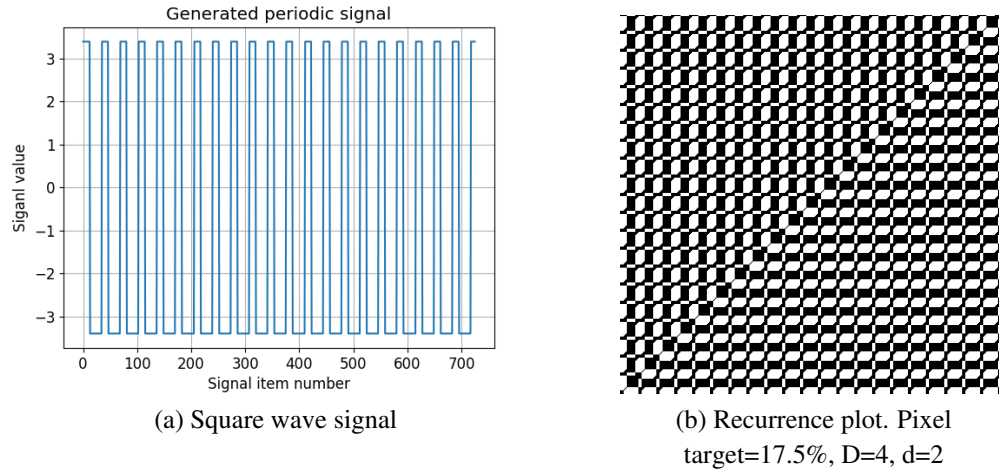 Generated periodic signal
3
2
1
0
−1
−2
−3
Siganl value
0 100 200 300 400 500 600 700
Signal item number
(a) Square wave signal
(b) Recurrence plot. Pixel
target=17.5%, D=4, d=2